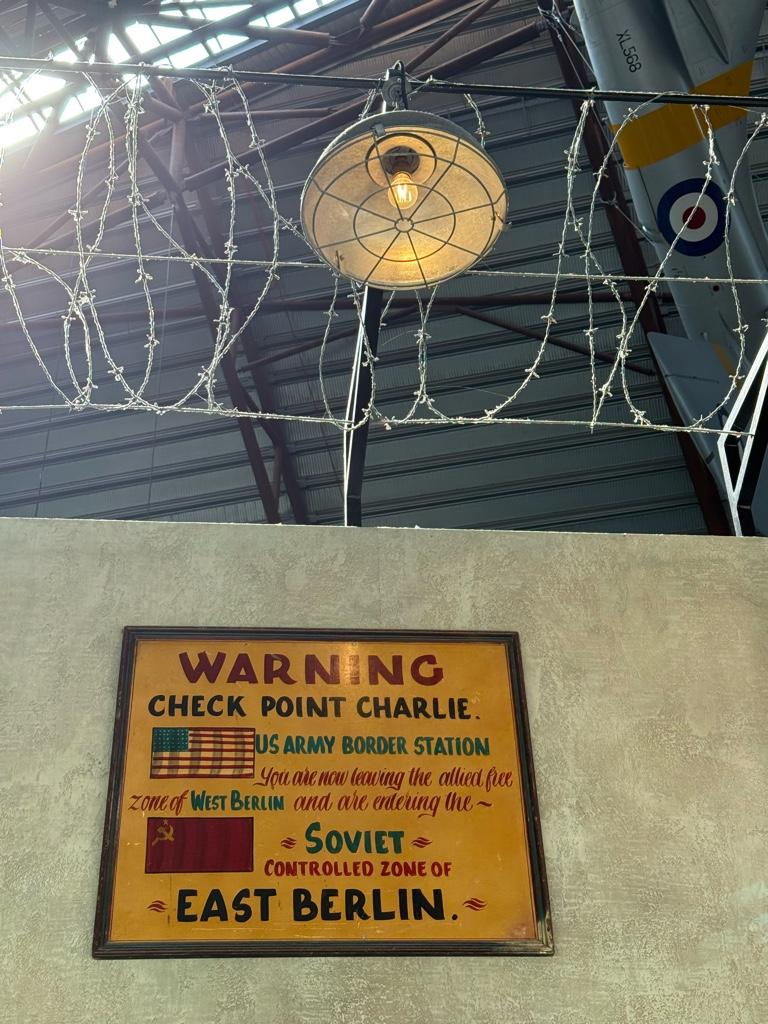 XL568
WARNING
CHECK POINT CHARLIE.
US ARMY BORDER STATION
You are now leaving the allied free
zone of WEST BERLIN and are entering the ~
SOVIET
CONTROLLED ZONE OF
EAST BERLIN.